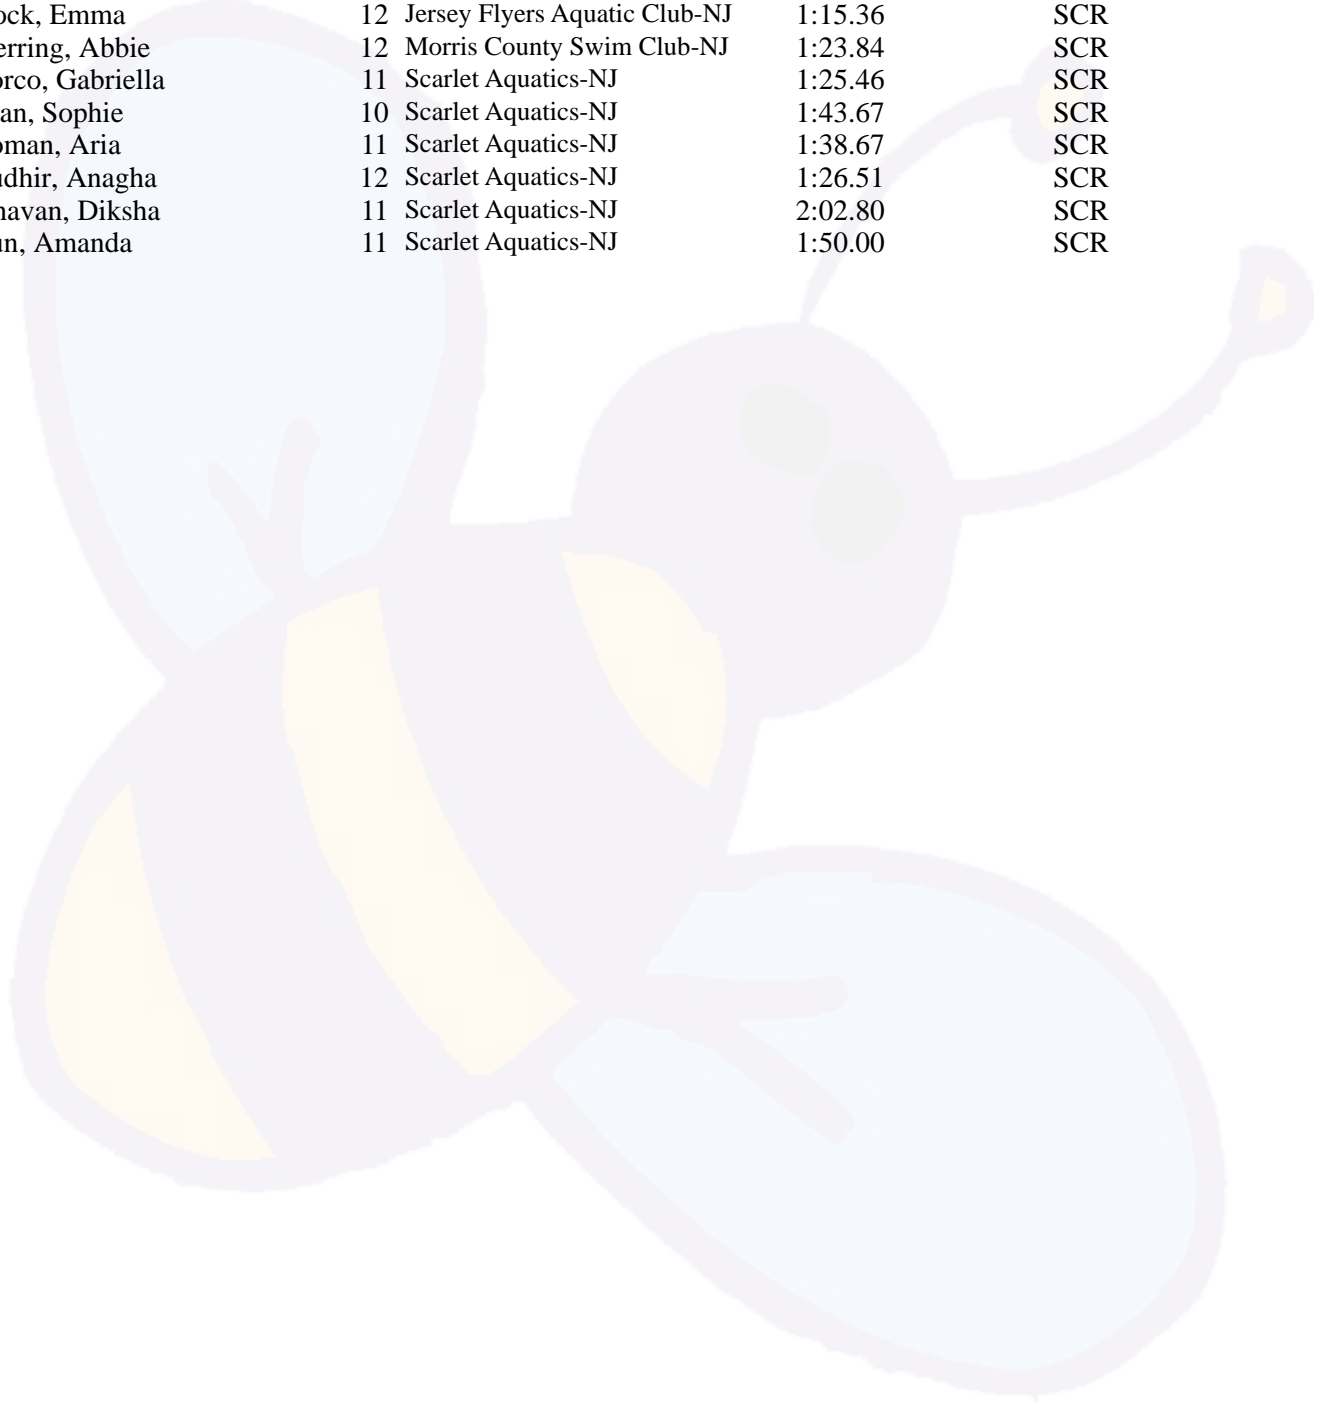 ock, Emma 12 Jersey Flyers Aquatic Club-NJ 1:15.36 SCR
erring, Abbie 12 Morris County Swim Club-NJ 1:23.84 SCR
orco, Gabriella 11 Scarlet Aquatics-NJ 1:25.46 SCR
an, Sophie 10 Scarlet Aquatics-NJ 1:43.67 SCR
oman, Aria 11 Scarlet Aquatics-NJ 1:38.67 SCR
udhir, Anagha 12 Scarlet Aquatics-NJ 1:26.51 SCR
havan, Diksha 11 Scarlet Aquatics-NJ 2:02.80 SCR
un, Amanda 11 Scarlet Aquatics-NJ 1:50.00 SCR